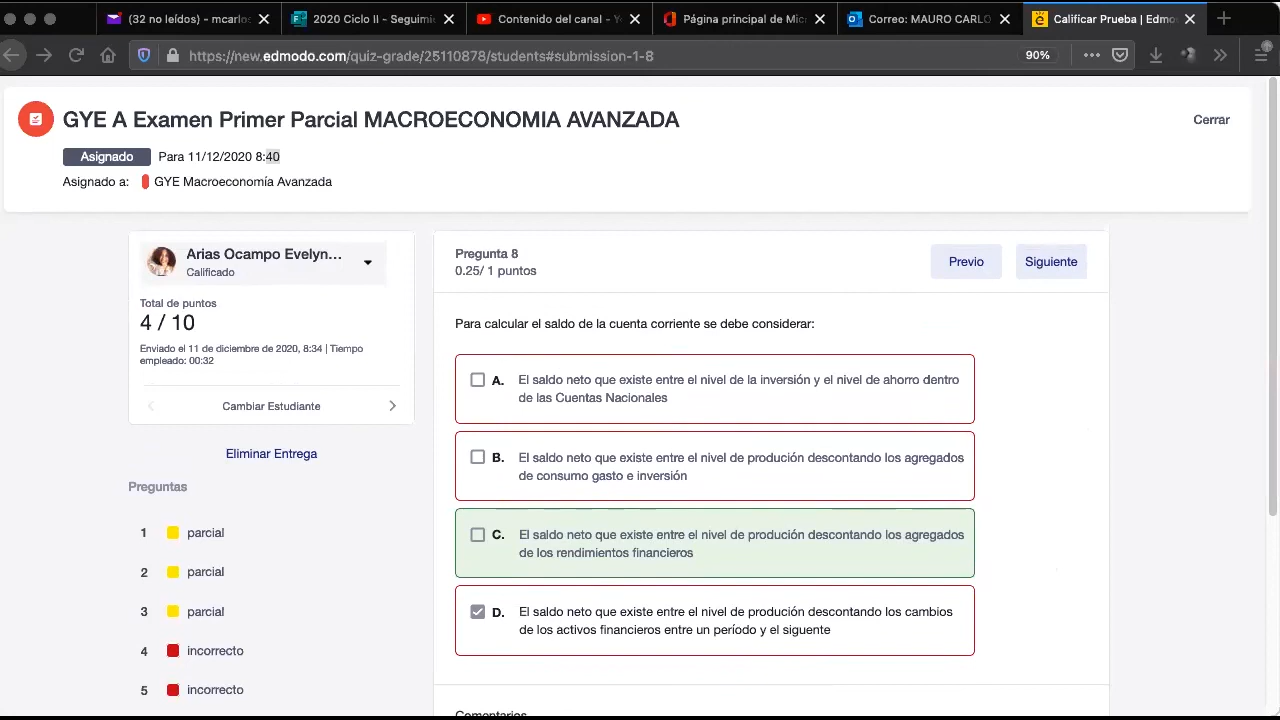 (32 no leídos) - mcarlos
2020 Ciclo II - Seguimie
Contenido del canal - Yo
Página principal de Micr
Correo: MAURO CARLO
Calificar Prueba | Edmo
https://new.edmodo.com/quiz-grade/25110878/students#submission-1-8
90%
GYE A Examen Primer Parcial MACROECONOMIA AVANZADA
Cerrar
Asignado Para 11/12/2020 8:40
Asignado a: GYE Macroeconomía Avanzada
Arias Ocampo Evelyn...
Calificado
Total de puntos
4 / 10
Enviado el 11 de diciembre de 2020, 8:34 | Tiempo
empleado: 00:32
Cambiar Estudiante
Eliminar Entrega
Preguntas
1 parcial
2 parcial
3 parcial
4 incorrecto
5 incorrecto
Pregunta 8
0.25/ 1 puntos
Previo
Siguiente
Para calcular el saldo de la cuenta corriente se debe considerar:
A. El saldo neto que existe entre el nivel de la inversión y el nivel de ahorro dentro
de las Cuentas Nacionales
B. El saldo neto que existe entre el nivel de produción descontando los agregados
de consumo gasto e inversión
C. El saldo neto que existe entre el nivel de produción descontando los agregados
de los rendimientos financieros
D. El saldo neto que existe entre el nivel de produción descontando los cambios
de los activos financieros entre un período y el siguente
Comentarios